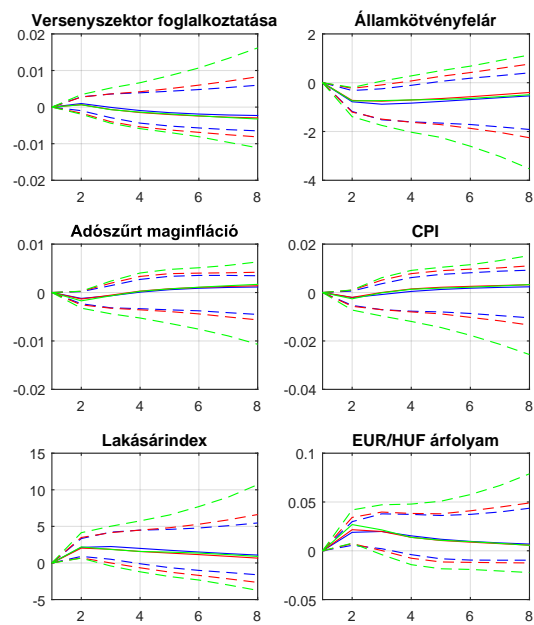 Versenyszektor foglalkoztatása
0.02
0.01
0
-0.01
-0.02
2 4 6 8
Államkötvényfelár
2
0
-2
-4
2 4 6 8
Adószűrt maginfláció
0.01
0
-0.01
-0.02
2 4 6 8
CPI
0.02
0
-0.02
-0.04
2 4 6 8
Lakásárindex
15
10
5
0
-5
2 4 6 8
EUR/HUF árfolyam
0.1
0.05
0
-0.05
2 4 6 8